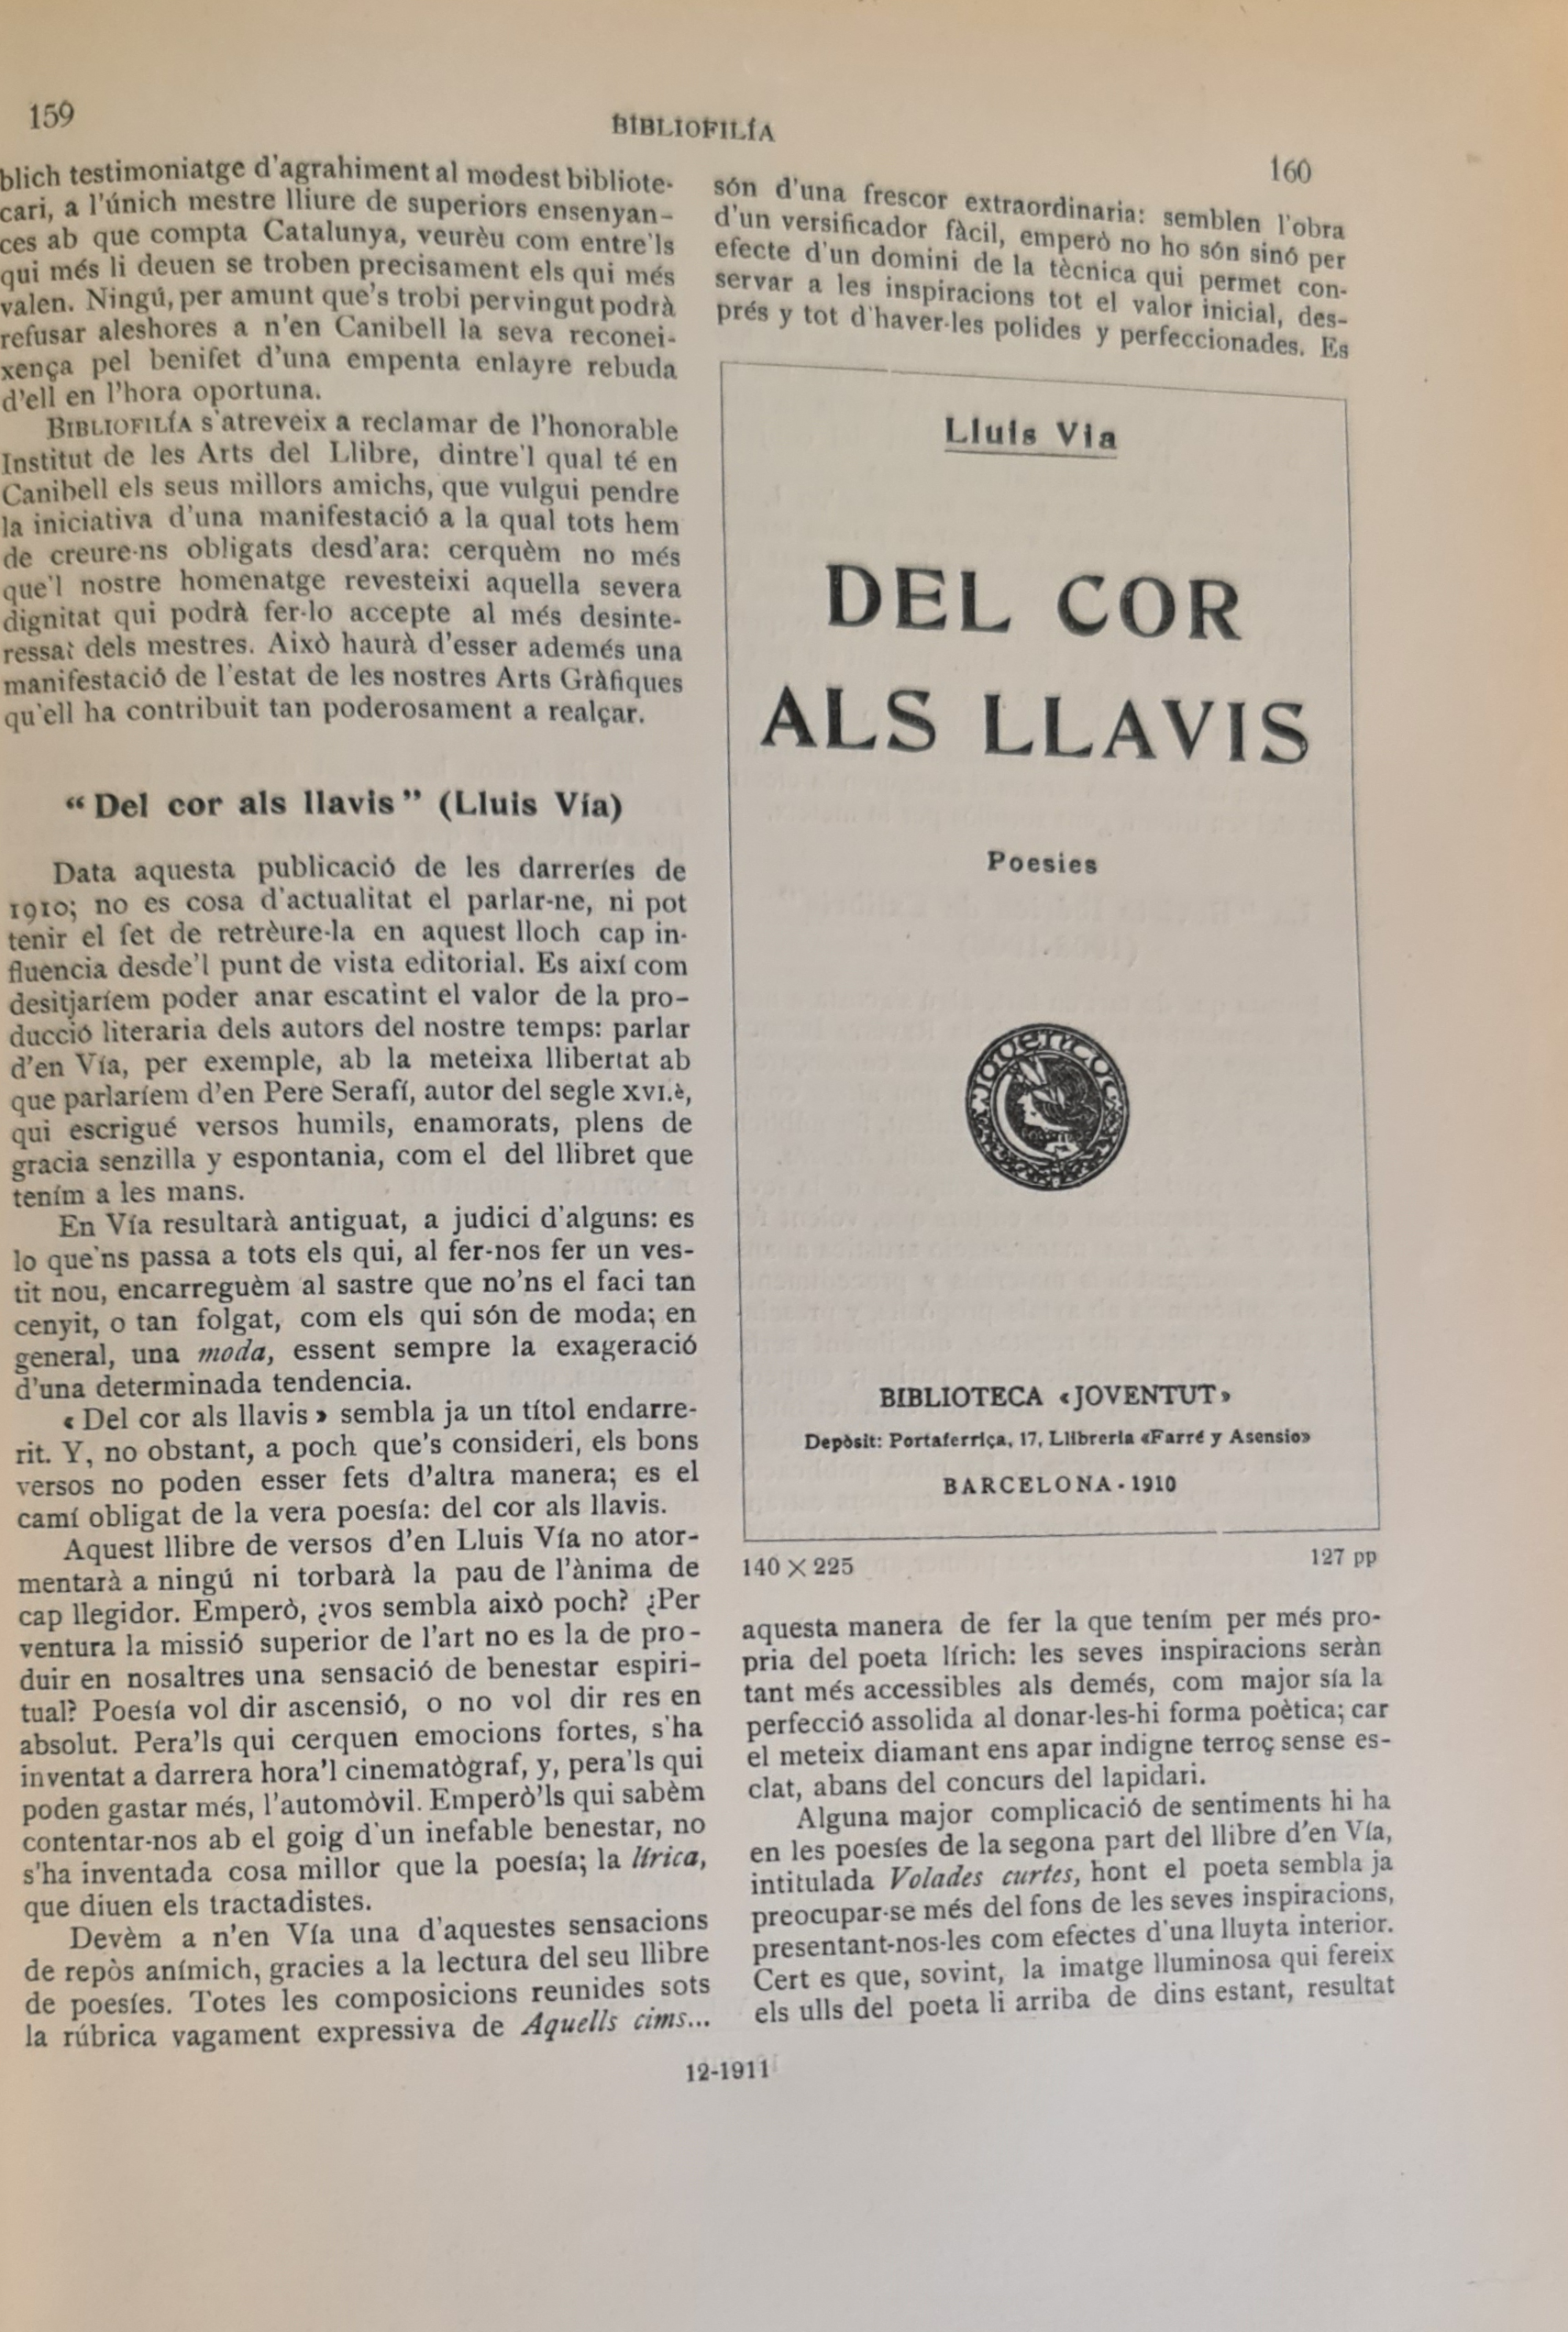 159
BIBLIOFILÍA
160
blich testimoniatge d'agrahiment al modest bibliote-
cari, a l'únich mestre lliure de superiors ensenyan-
ces ab que compta Catalunya, veurèu com entre'ls
qui més li deuen se troben precisament els qui més
valen. Ningú, per amunt que's trobi pervingut podrà
refusar aleshores a n'en Canibell la seva reconei-
xença pel benifet d'una empenta enlayre rebuda
d'ell en l'hora oportuna.
BIBLIOFILÍA s'atreveix a reclamar de l'honorable
Institut de les Arts del Llibre, dintre'l qual té en
Canibell els seus millors amichs, que vulgui pendre
la iniciativa d'una manifestació a la qual tots hem
de creure-ns obligats desd'ara: cerquèm no més
que'l nostre homenatge revesteixi aquella severa
dignitat qui podrà fer-lo accepte al més desinte-
ressat dels mestres. Això haurà d'esser ademés una
manifestació de l'estat de les nostres Arts Gràfiques
qu'ell ha contribuit tan poderosament a realçar.
“Del cor als llavis” (Lluis Vía)
Data aquesta publicació de les darreríes de
1910; no es cosa d'actualitat el parlar-ne, ni pot
tenir el fet de retrèure-la en aquest lloch cap in-
fluencia desde'l punt de vista editorial. Es així com
desitjaríem poder anar escatint el valor de la pro-
ducció literaria dels autors del nostre temps: parlar
d'en Vía, per exemple, ab la meteixa llibertat ab
que parlaríem d'en Pere Serafí, autor del segle XVI.è,
qui escrigué versos humils, enamorats, plens de
gracia senzilla y espontania, com el del llibret que
tením a les mans.
En Vía resultarà antiguat, a judici d'alguns: es
lo que'ns passa a tots els qui, al fer-nos fer un ves-
tit nou, encarreguèm al sastre que no'ns el faci tan
cenyit, o tan folgat, com els qui són de moda; en
general, una moda, essent sempre la exageració
d'una determinada tendencia.
«Del cor als llavis» sembla ja un títol endarre-
rit. Y, no obstant, a poch que's consideri, els bons
versos no poden esser fets d'altra manera; es el
camí obligat de la vera poesía: del cor als llavis.
Aquest llibre de versos d'en Lluis Vía no ator-
mentarà a ningú ni torbarà la pau de l'ànima de
cap llegidor. Emperò, ¿vos sembla això poch? ¿Per
ventura la missió superior de l'art no es la de pro-
duir en nosaltres una sensació de benestar espiri-
tual? Poesía vol dir ascensió, o no vol dir res en
absolut. Pera'ls qui cerquen emocions fortes, s'ha
inventat a darrera hora'l cinematògraf, y, pera'ls qui
poden gastar més, l'automòvil. Emperò'ls qui sabèm
contentar-nos ab el goig d'un inefable benestar, no
s'ha inventada cosa millor que la poesía; la lírica,
que diuen els tractadistes.
Devèm a n'en Vía una d'aquestes sensacions
de repòs anímich, gracies a la lectura del seu llibre
de poesíes. Totes les composicions reunides sots
la rúbrica vagament expressiva de Aquells cims...
són d'una frescor extraordinaria: semblen l'obra
d'un versificador fàcil, emperò no ho són sinó per
efecte d'un domini de la tècnica qui permet con-
servar a les inspiracions tot el valor inicial, des-
prés y tot d'haver-les polides y perfeccionades. Es
Lluis Via
DEL COR
ALS LLAVIS
Poesies
JOVENTUT
BIBLIOTECA «JOVENTUT»
Depòsit: Portaferriça, 17, Llibreria «Farré y Asensio»
BARCELONA - 1910
140 X 225
127 pp
aquesta manera de fer la que tením per més pro-
pria del poeta lírich: les seves inspiracions seràn
tant més accessibles als demés, com major sía la
perfecció assolida al donar-les-hi forma poètica; car
el meteix diamant ens apar indigne terroç sense es-
clat, abans del concurs del lapidari.
Alguna major complicació de sentiments hi ha
en les poesíes de la segona part del llibre d'en Vía,
intitulada Volades curtes, hont el poeta sembla ja
preocupar-se més del fons de les seves inspiracions,
presentant-nos-les com efectes d'una lluyta interior.
Cert es que, sovint, la imatge lluminosa qui fereix
els ulls del poeta li arriba de dins estant, resultat
12-1911